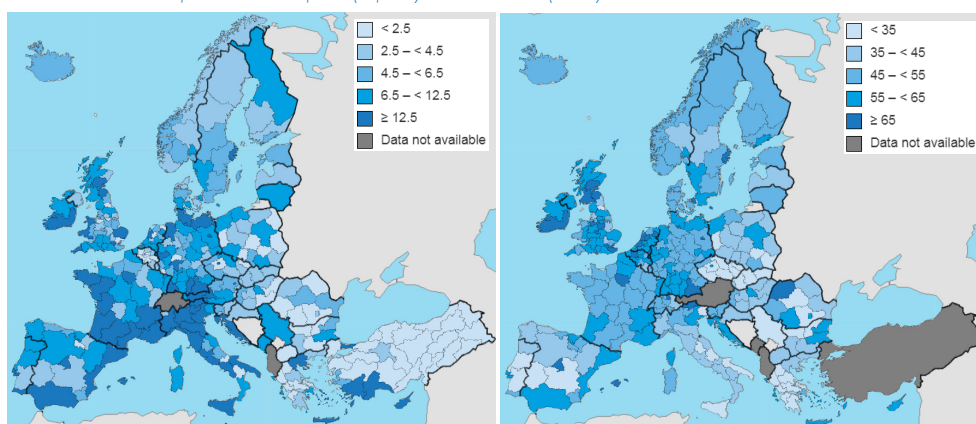 < 2.5
2.5 – < 4.5
4.5 – < 6.5
6.5 – < 12.5
≥ 12.5
Data not available
< 35
35 – < 45
45 – < 55
55 – < 65
≥ 65
Data not available